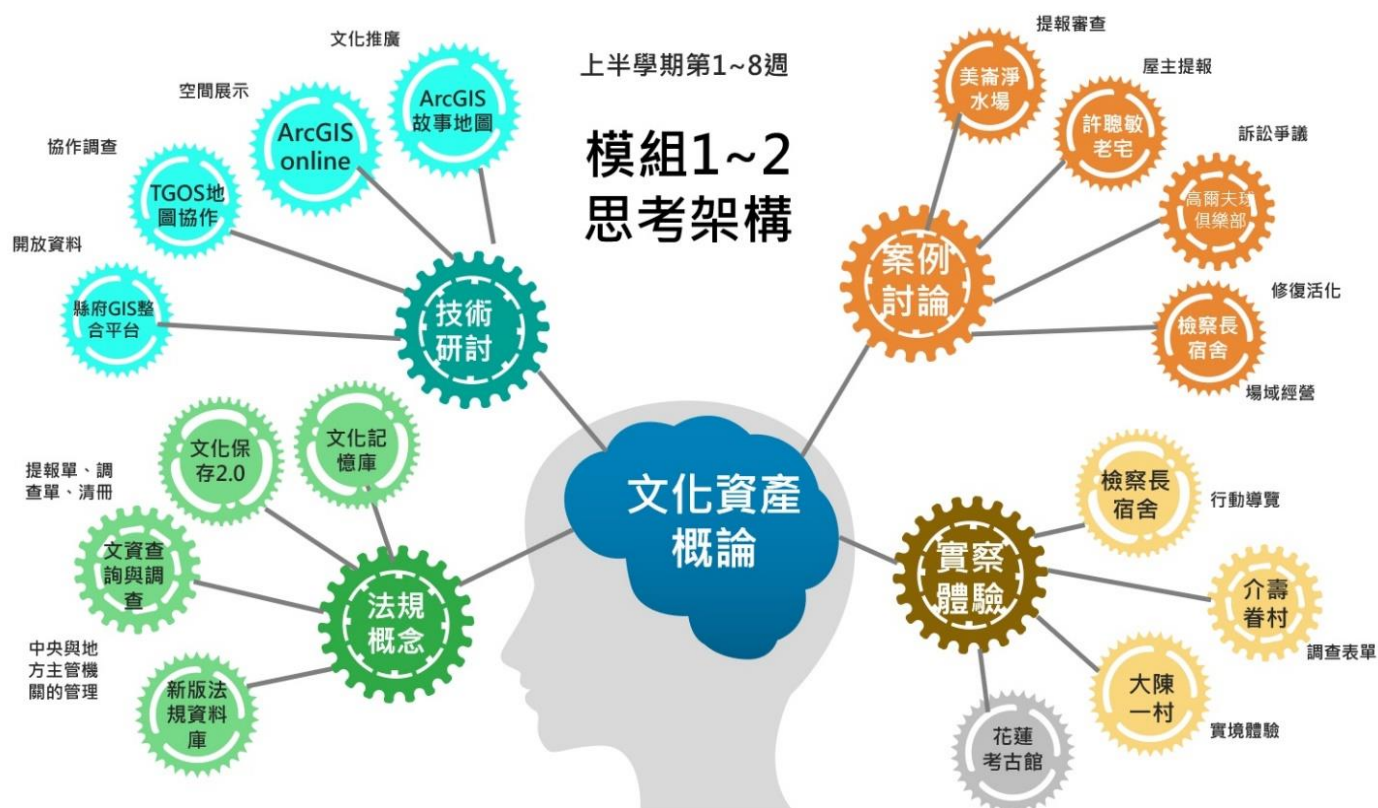 上半學期第1~8週
模組1~2
思考架構
文化資產
概論
技術
研討
文化推廣
ArcGIS
故事地圖
空間展示
ArcGIS
online
協作調查
TGOS地
圖協作
開放資料
縣府GIS整
合平台
案例
討論
提報審查
美崙淨
水場
屋主提報
許聰敏
老宅
訴訟爭議
高爾夫球
俱樂部
修復活化
檢察長
宿舍
場域經營
法規
概念
文化記
憶庫
文化保
存2.0
提報單、調
查單、清冊
文資查
詢與調
查
中央與地
方主管機
關的管理
新版法
規資料
庫
實察
體驗
檢察長
宿舍
行動導覽
介壽
眷村
調查表單
大陳
一村
實境體驗
花蓮
考古館